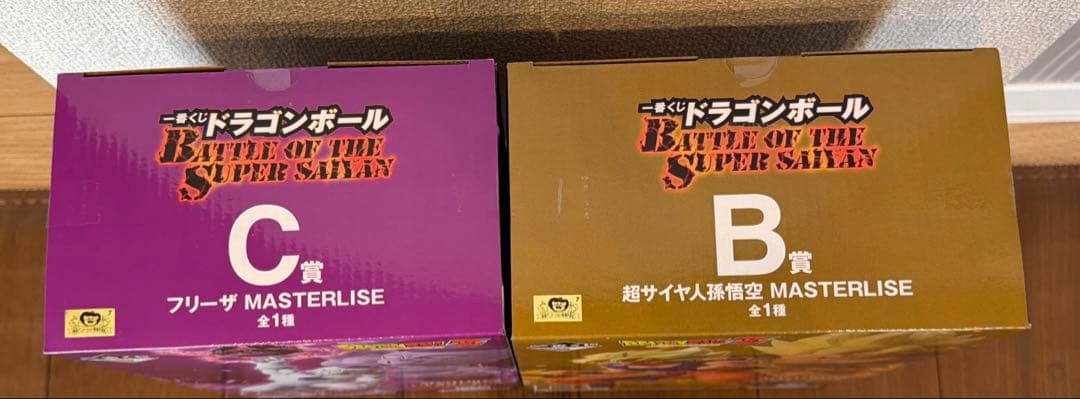 一番くじ ドラゴンボール
BATTLE OF THE
SUPER SAIYAN
C賞
フリーザ MASTERLISE
全1種
一番くじ ドラゴンボール
BATTLE OF THE
SUPER SAIYAN
B賞
超サイヤ人孫悟空 MASTERLISE
全1種